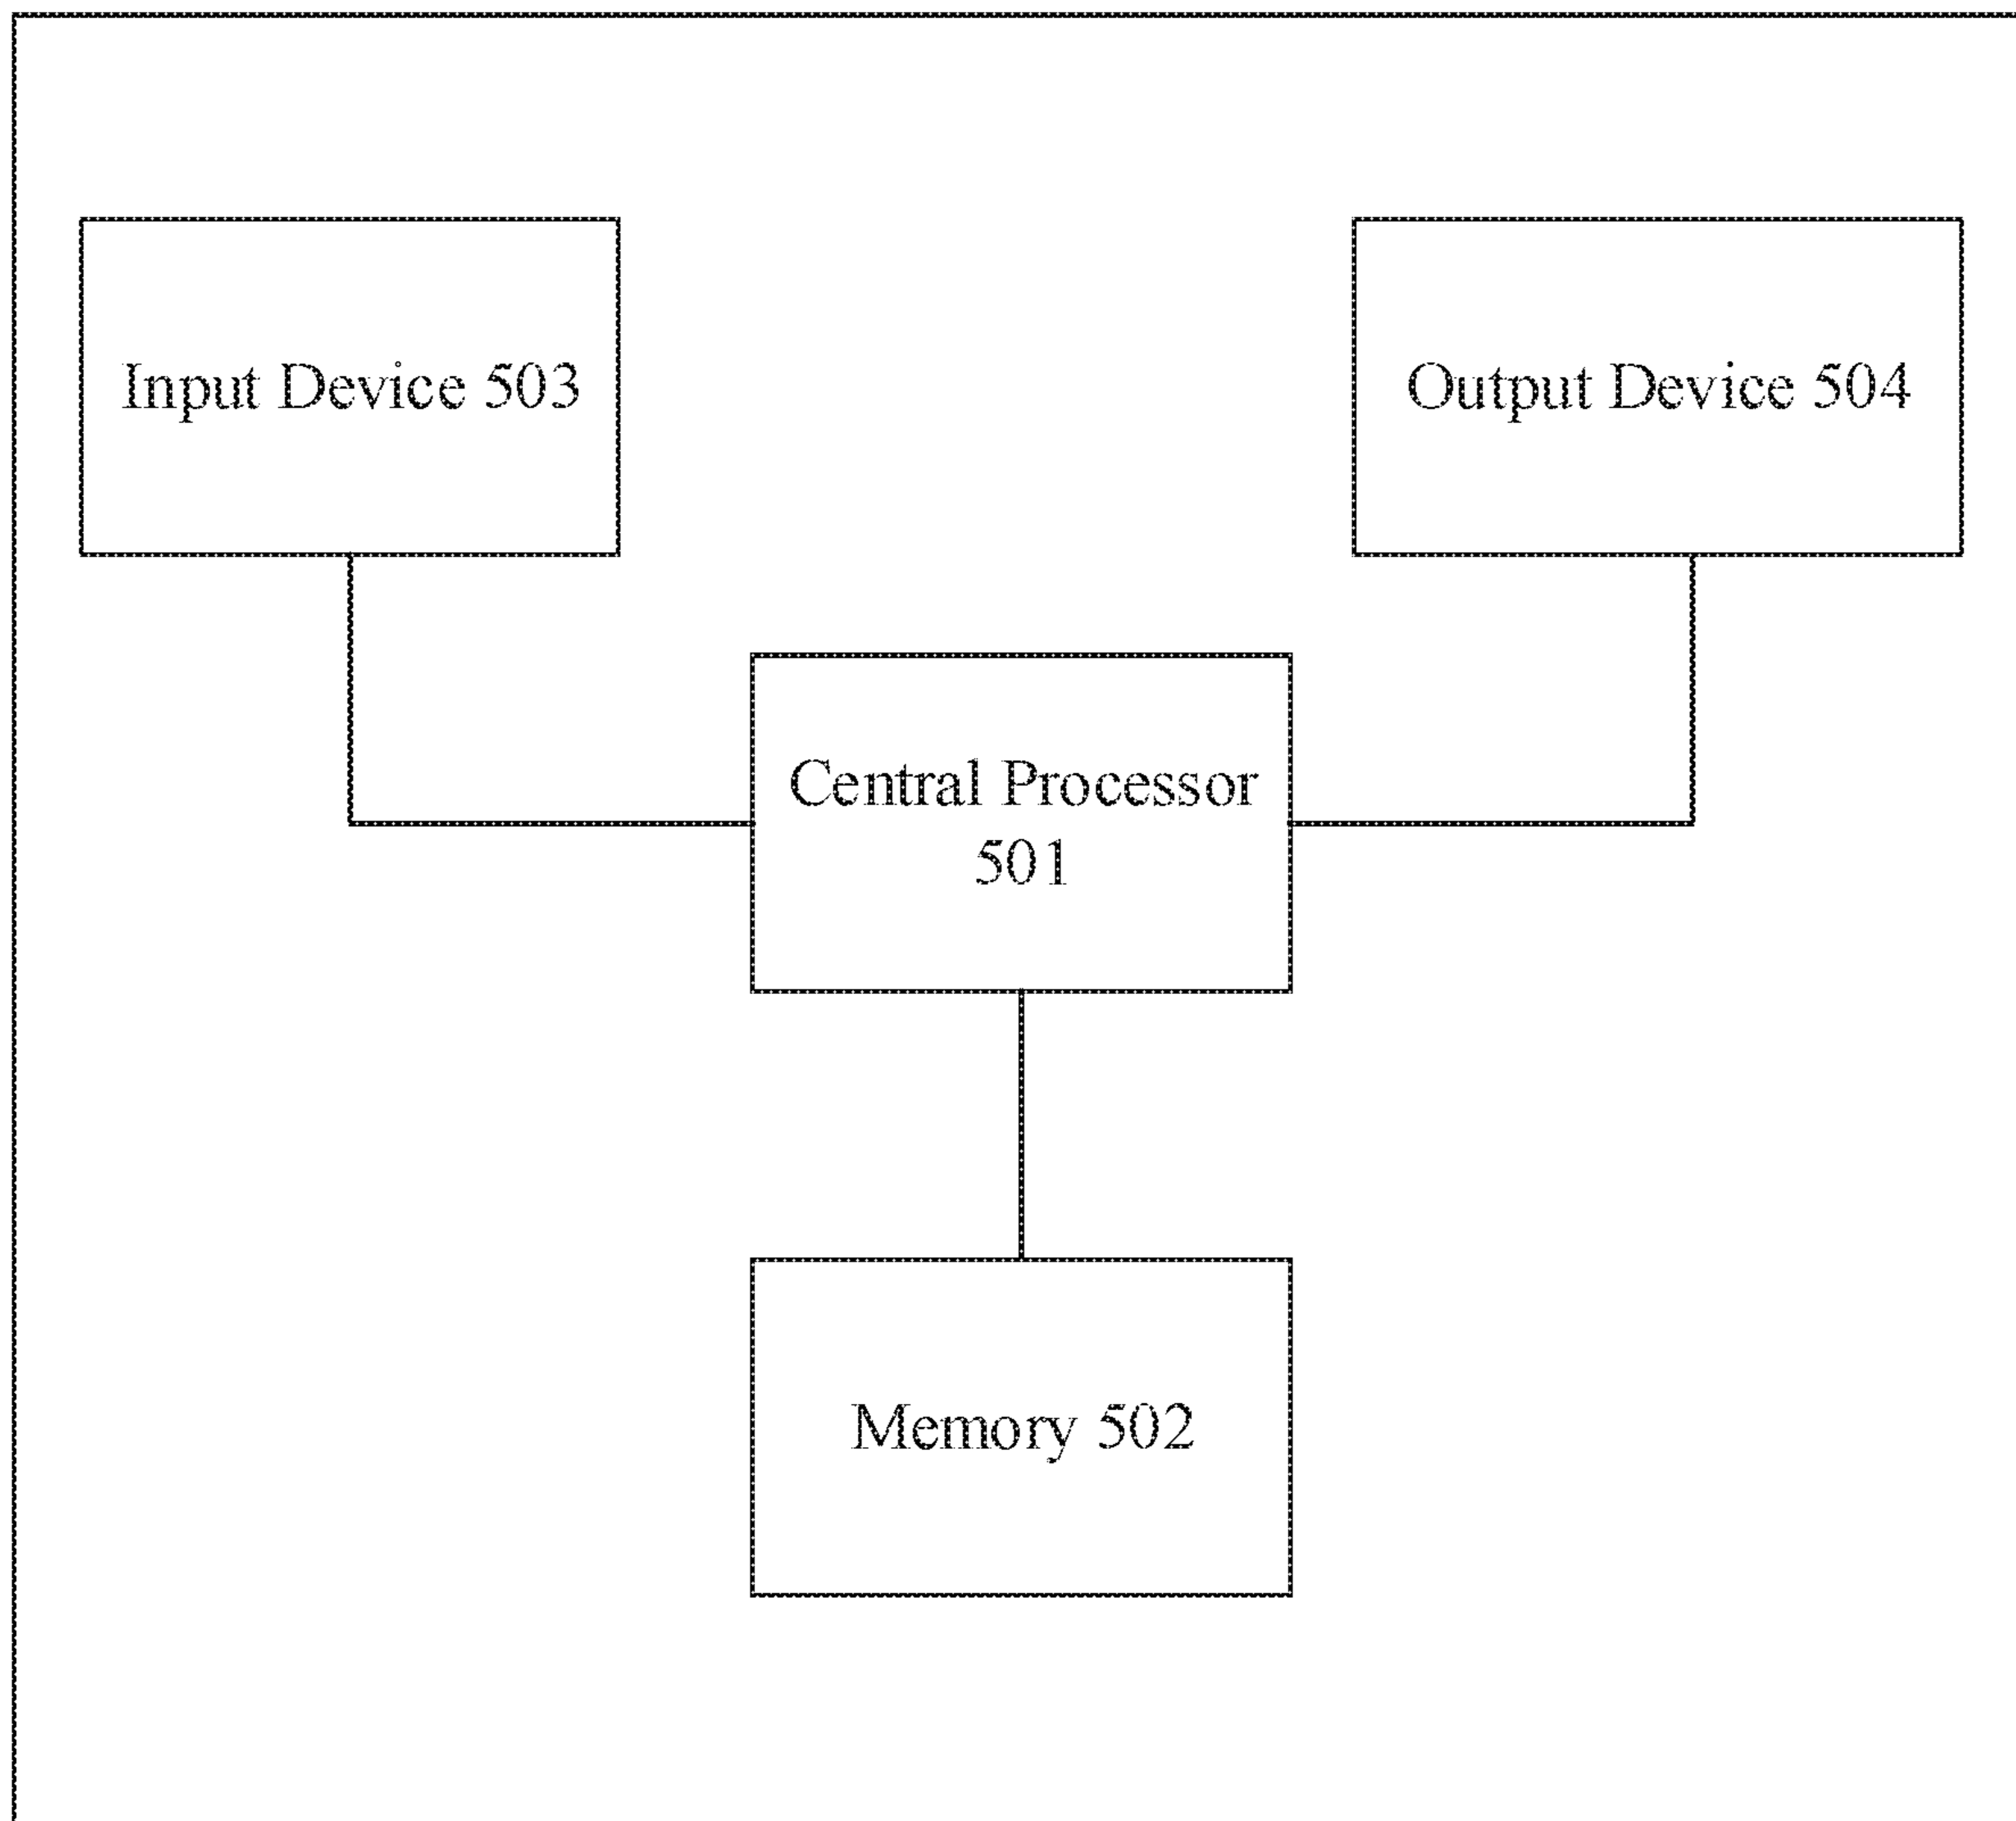 Input Device 503
Output Device 504
Central Processor
501
Memory 502